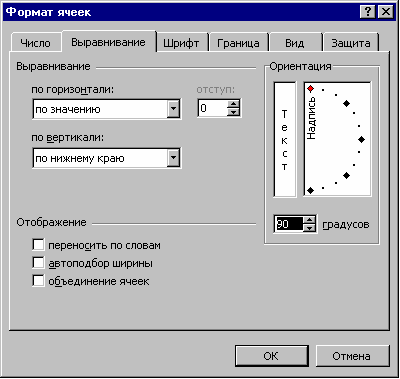 Формат ячеек
Число Выравнивание Шрифт Граница Вид Защита
Выравнивание
по горизонтали: отступ:
по значению 0
по вертикали:
по нижнему краю
Отображение
переносить по словам
автоподбор ширины
объединение ячеек
Ориентация
Текст
Надпись
90 градусов
ОК Отмена